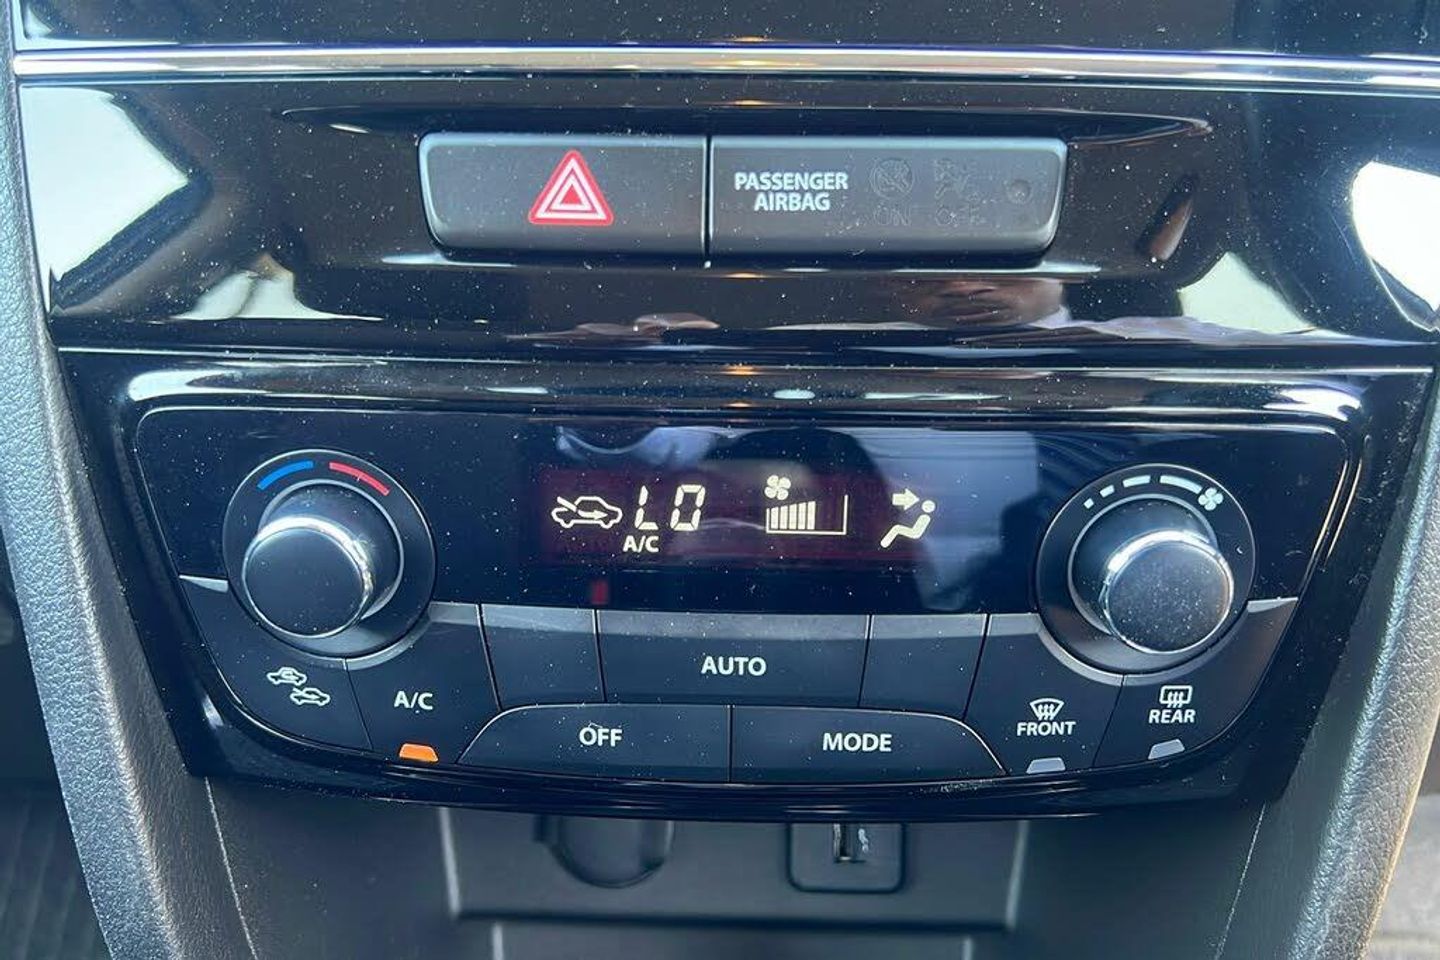 PASSENGER
AIRBAG
ON OFF
LO
A/C
A/C
AUTO
OFF
MODE
FRONT
REAR